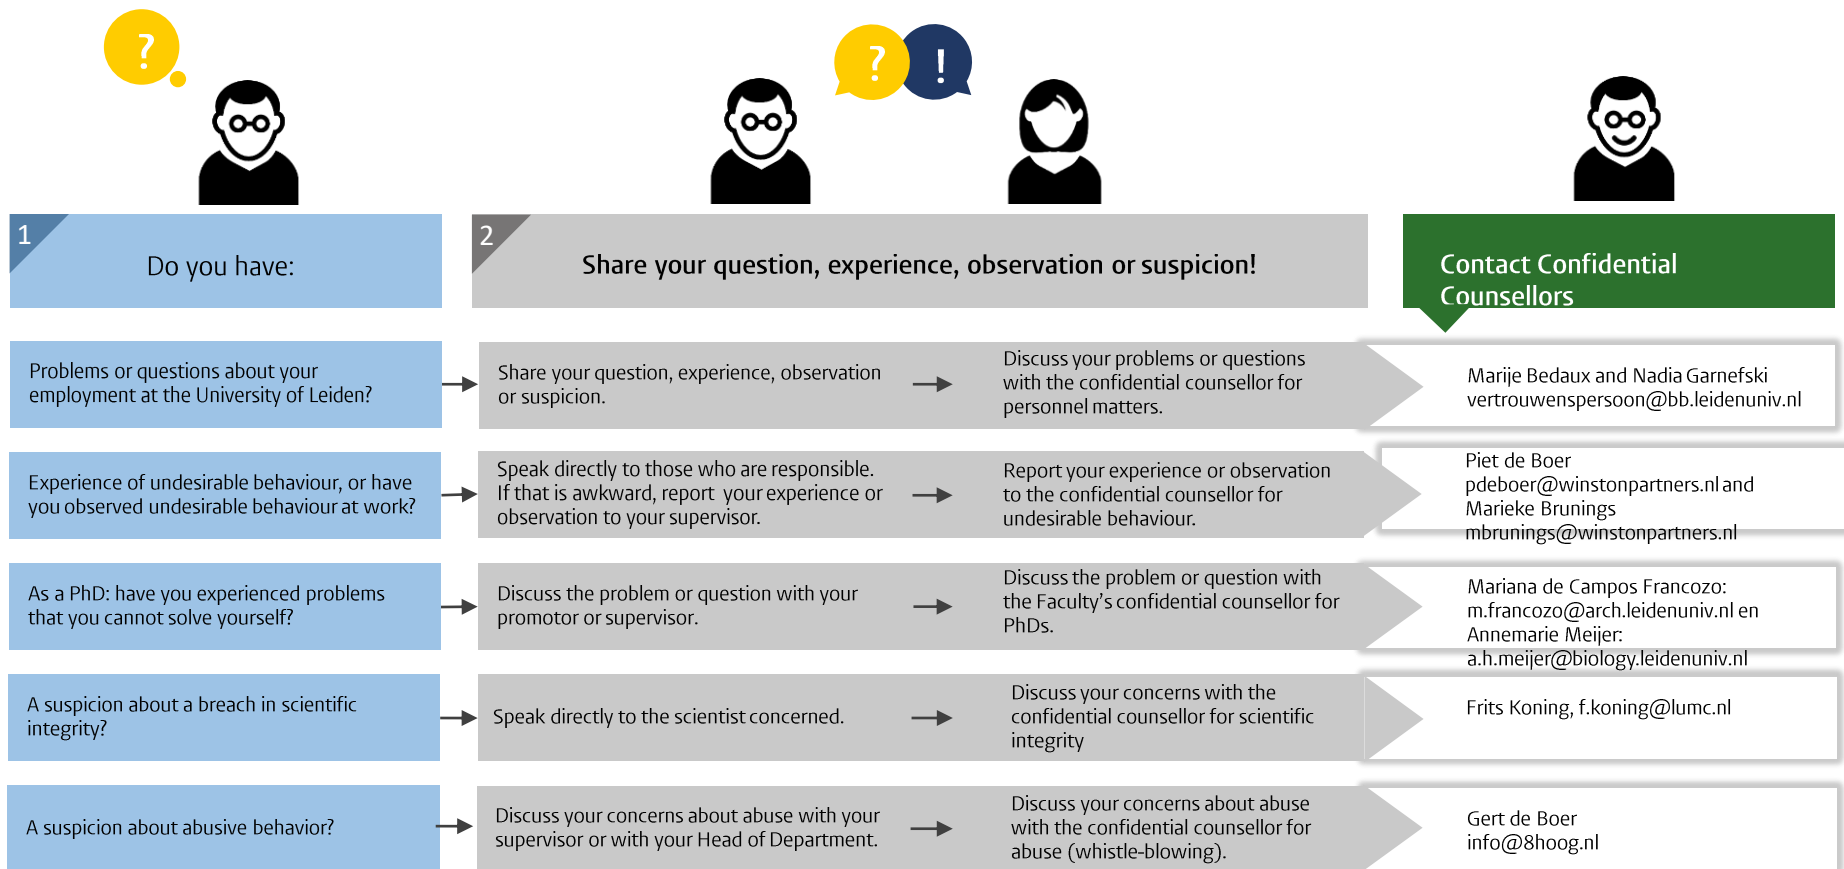 ?
? !
1
Do you have:
2
Share your question, experience, observation or suspicion!
Contact Confidential
Counsellors
Problems or questions about your
employment at the University of Leiden?
Share your question, experience, observation
or suspicion.
Discuss your problems or questions
with the confidential counsellor for
personnel matters.
Marije Bedaux and Nadia Garnefski
vertrouwenspersoon@bb.leidenuniv.nl
Experience of undesirable behaviour, or have
you observed undesirable behaviour at work?
Speak directly to those who are responsible.
If that is awkward, report your experience or
observation to your supervisor.
Report your experience or observation
to the confidential counsellor for
undesirable behaviour.
Piet de Boer
pdeboer@winstonpartners.nl and
Marieke Brunings
mbrunings@winstonpartners.nl
As a PhD: have you experienced problems
that you cannot solve yourself?
Discuss the problem or question with your
promotor or supervisor.
Discuss the problem or question with
the Faculty's confidential counsellor for
PhDs.
Mariana de Campos Francozo:
m.francozo@arch.leidenuniv.nl en
Annemarie Meijer:
a.h.meijer@biology.leidenuniv.nl
A suspicion about a breach in scientific
integrity?
Speak directly to the scientist concerned.
Discuss your concerns with the
confidential counsellor for scientific
integrity
Frits Koning, f.koning@lumc.nl
A suspicion about abusive behavior?
Discuss your concerns about abuse with your
supervisor or with your Head of Department.
Discuss your concerns about abuse
with the confidential counsellor for
abuse (whistle-blowing).
Gert de Boer
info@8hoog.nl